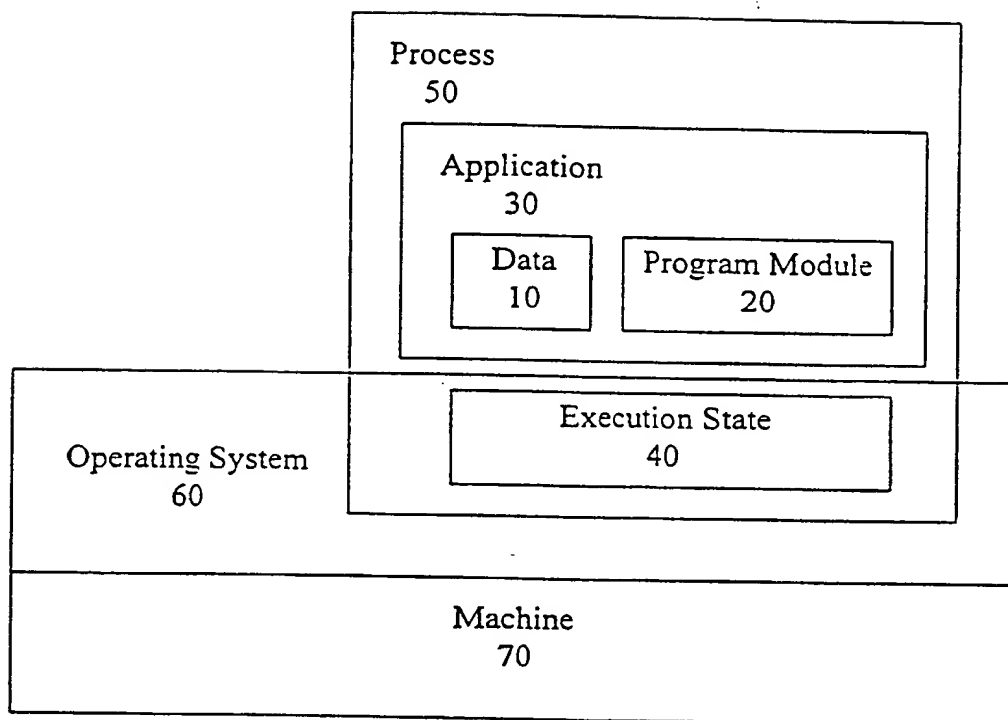 Process
50
Application
30
Data
10
Program Module
20
Execution State
40
Operating System
60
Machine
70